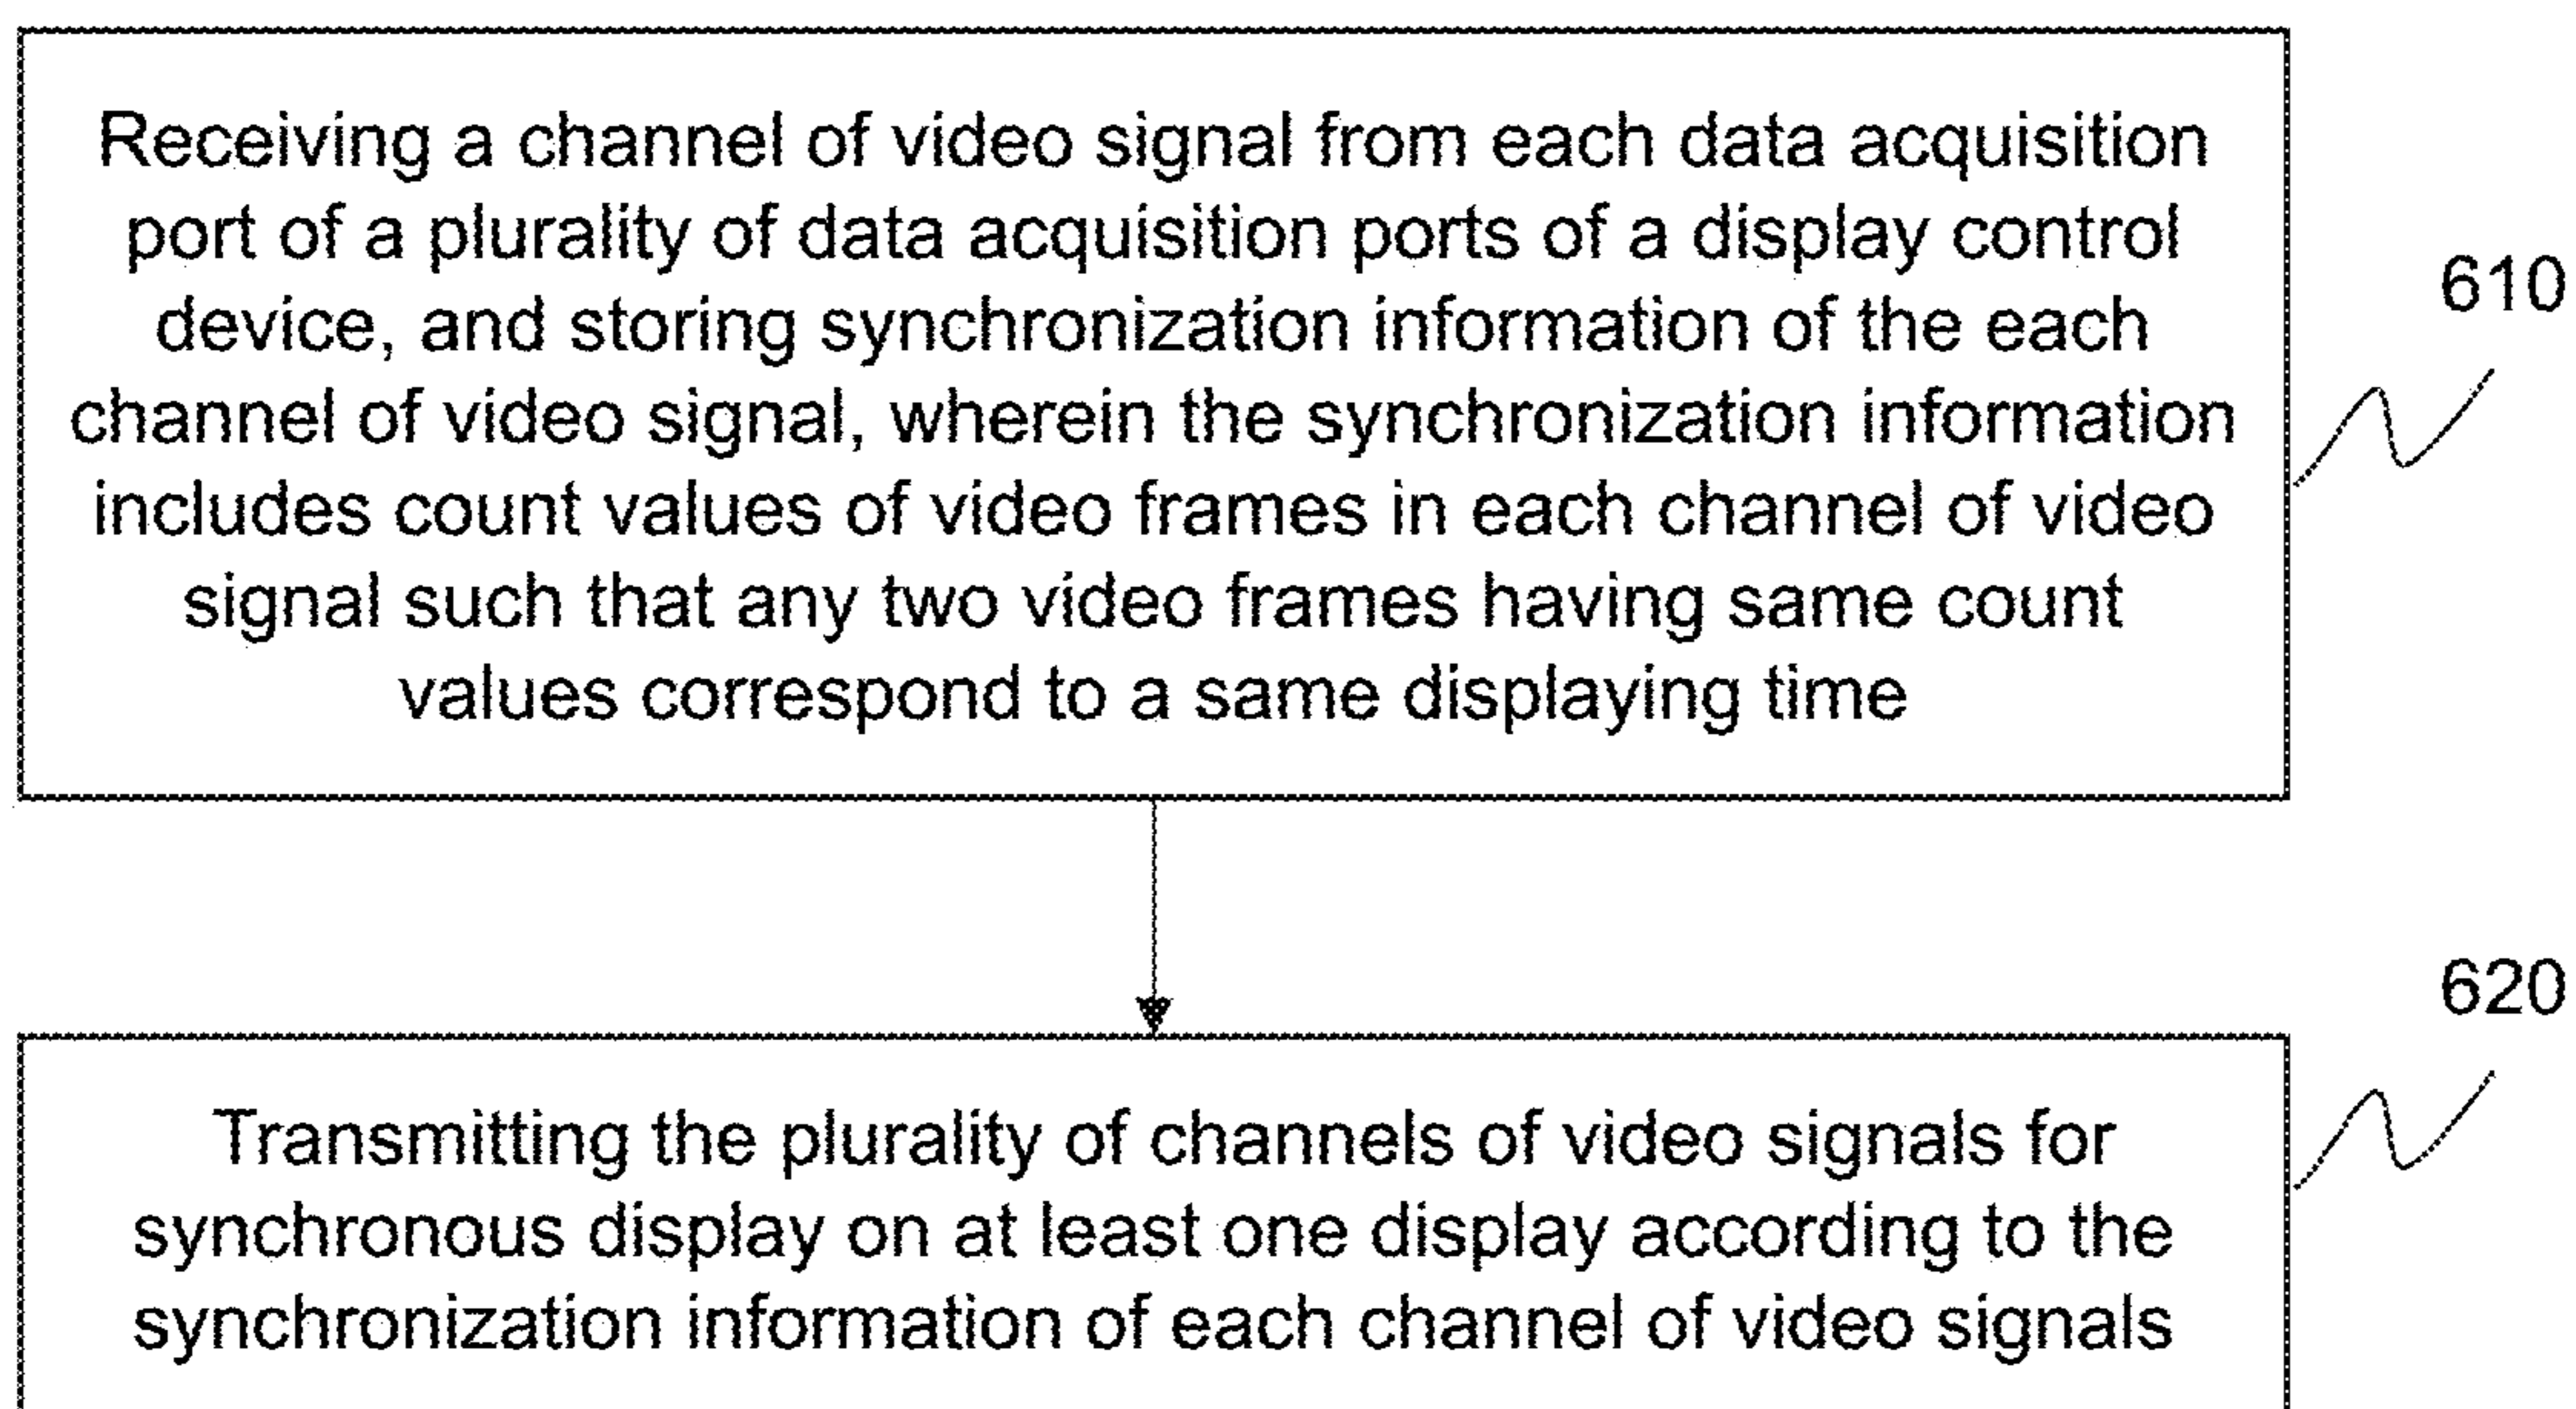 Receiving a channel of video signal from each data acquisition
port of a plurality of data acquisition ports of a display control
device, and storing synchronization information of the each
channel of video signal, wherein the synchronization information
includes count values of video frames in each channel of video
signal such that any two video frames having same count
values correspond to a same displaying time
610
620
Transmitting the plurality of channels of video signals for
synchronous display on at least one display according to the
synchronization information of each channel of video signals